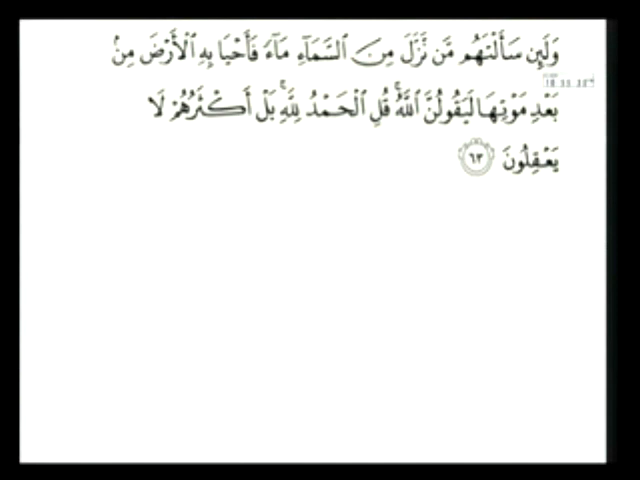 وَلَئِن سَأَلْتَهُم مَّن نَّزَّلَ مِنَ ٱلسَّمَآءِ مَآءً فَأَحْيَا بِهِ ٱلْأَرْضَ مِنۢ
بَعْدِ مَوْتِهَا لَيَقُولُنَّ ٱللَّهُ ۚ قُلِ ٱلْحَمْدُ لِلَّهِ ۚ بَلْ أَكْثَرُهُمْ لَا
يَعْقِلُونَ ٦٣